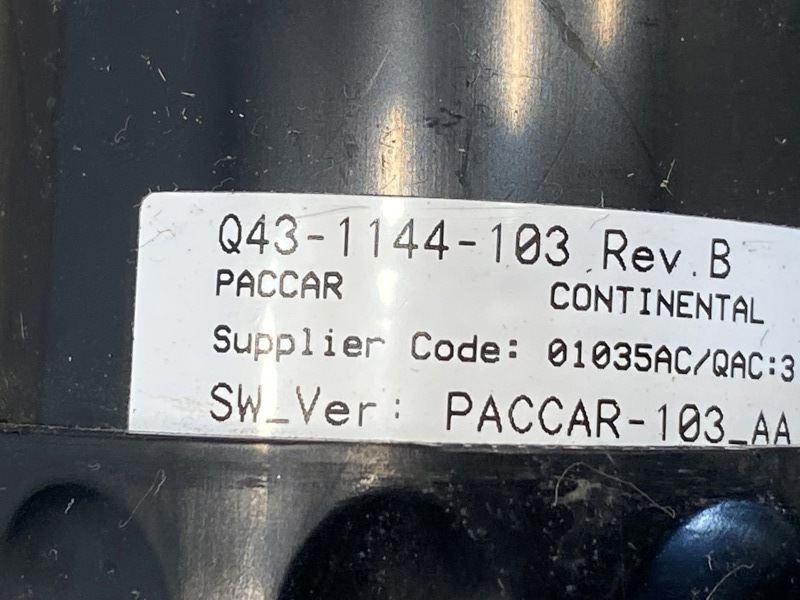 Q43-1144-103 Rev.B
PACCAR CONTINENTAL
Supplier Code: 01035AC/QAC:3
SW_Ver: PACCAR-103_AA